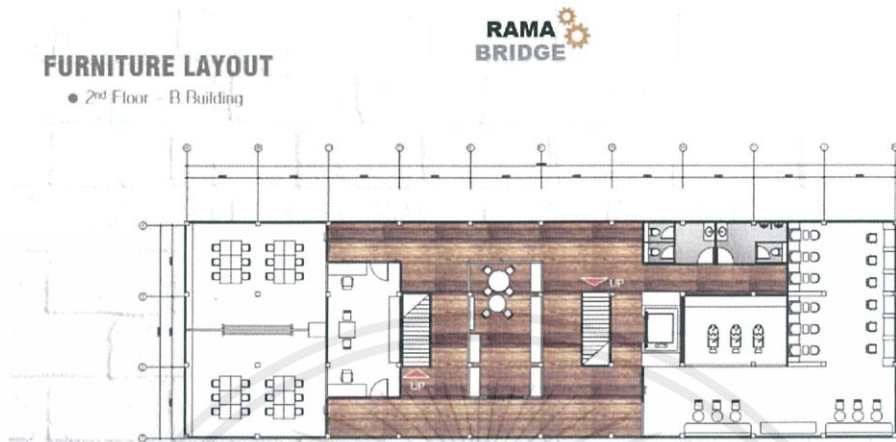 RAMA
BRIDGE
FURNITURE LAYOUT
● 2nd Floor - B Building
UP
UP